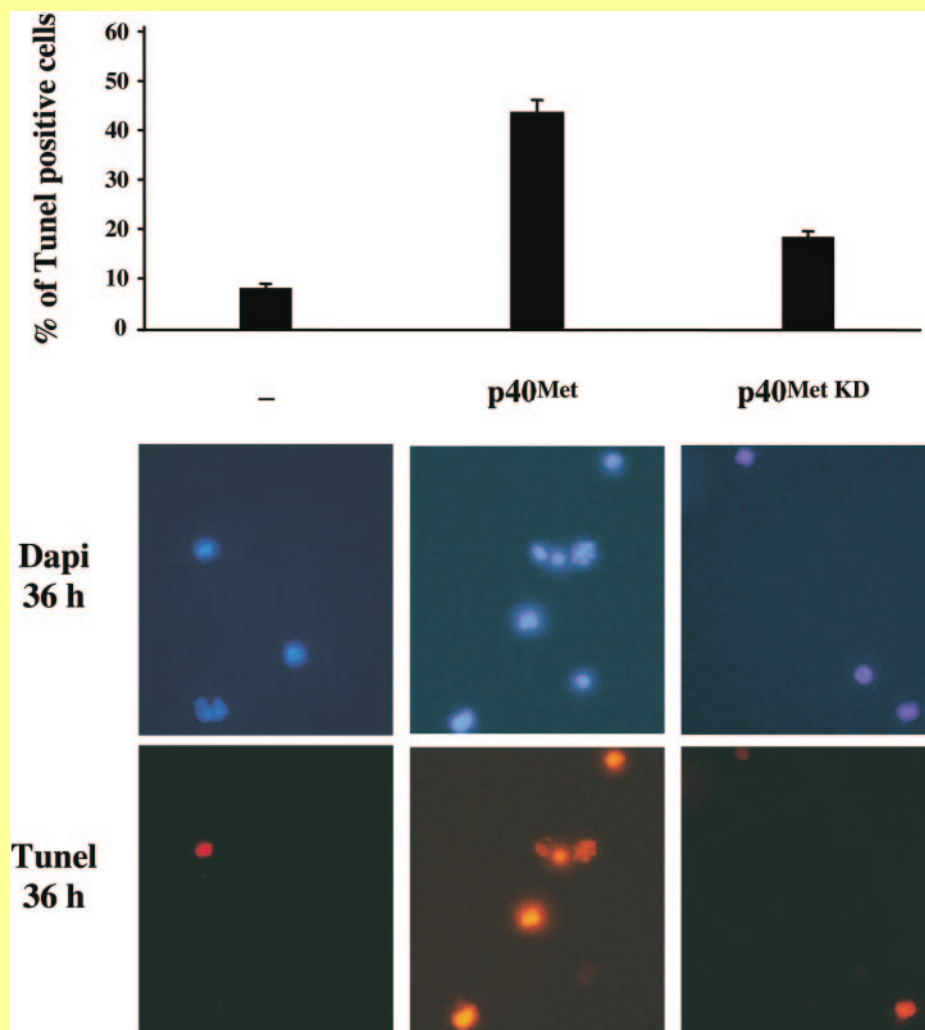 % of Tunel positive cells
60
50
40
30
20
10
0
– p40Met p40Met KD
Dapi
36 h
Tunel
36 h